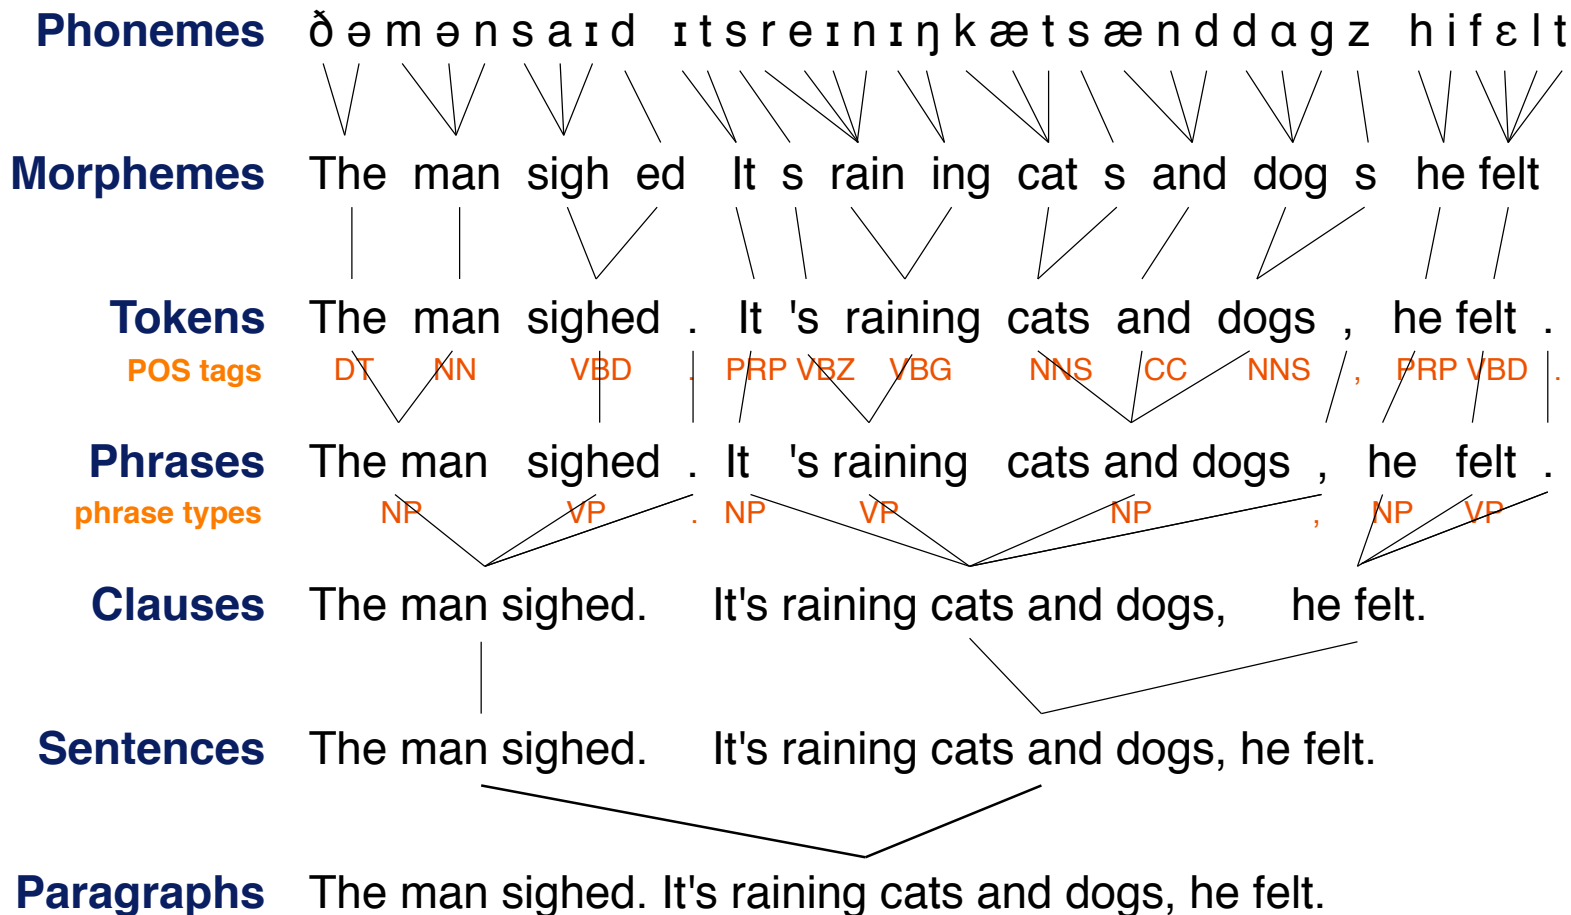 Phonemes ð ə m ə n s a ɪ d ɪ t s r e ɪ n ɪ ŋ k æ t s æ n d d ɑ g z h i f ɛ l t
Morphemes The man sigh ed It s rain ing cat s and dog s he felt
Tokens The man sighed . It 's raining cats and dogs , he felt .
POS tags DT NN VBD . PRP VBZ VBG NNS CC NNS , PRP VBD .
Phrases The man sighed . It 's raining cats and dogs , he felt .
phrase types NP VP . NP VP NP , NP VP
Clauses The man sighed. It's raining cats and dogs, he felt.
Sentences The man sighed. It's raining cats and dogs, he felt.
Paragraphs The man sighed. It's raining cats and dogs, he felt.